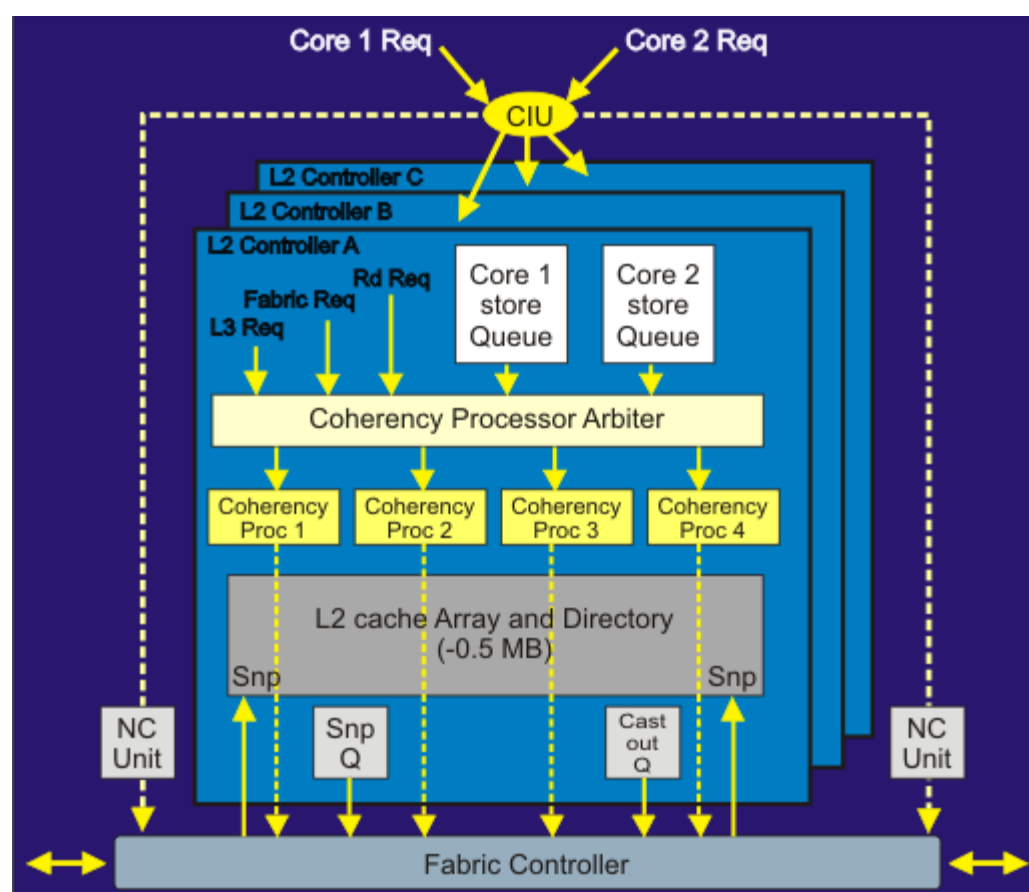 Core 1 Req
Core 2 Req
CIU
L2 Controller C
L2 Controller B
L2 Controller A
Rd Req
Fabric Req
L3 Req
Core 1
store
Queue
Core 2
store
Queue
Coherency Processor Arbiter
Coherency
Proc 1
Coherency
Proc 2
Coherency
Proc 3
Coherency
Proc 4
L2 cache Array and Directory
(-0.5 MB)
Snp
Snp
NC
Unit
Snp
Q
Cast
out
Q
NC
Unit
Fabric Controller